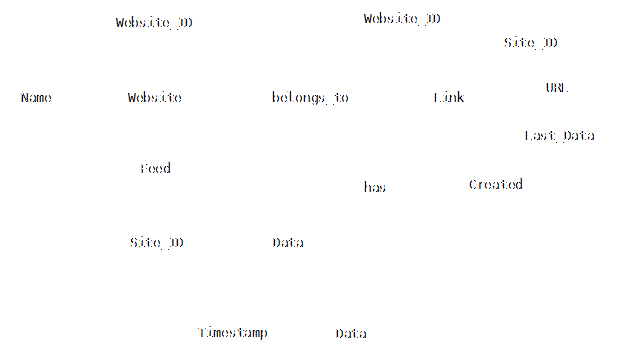 Website_ID
Website_ID
Site_ID
Name
Website
belongs_to
Link
URL
Last_Data
Feed
has
Created
Site_ID
Data
Timestamp
Data